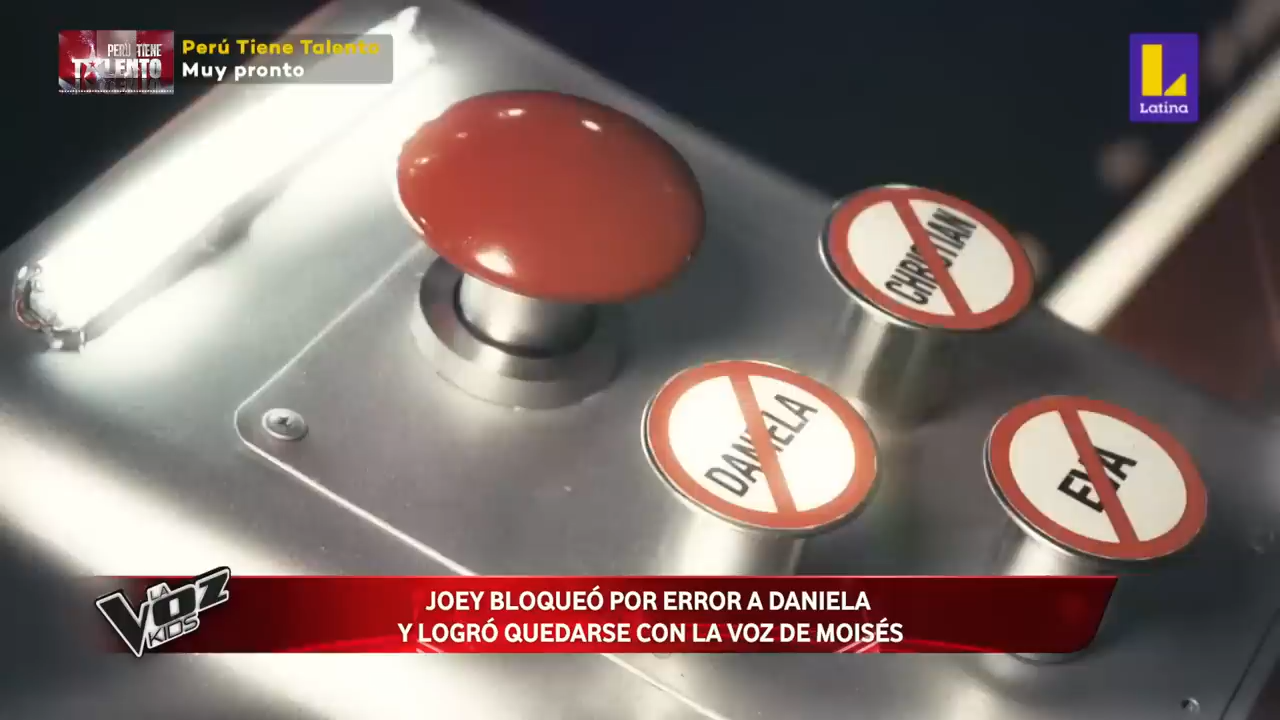 PERÚ TIENE
TALENTO
Perú Tiene Talento
Muy pronto
Latina
CHRISTIAN
DANIELA
EVA
LA
VOZ
KIDS
JOEY BLOQUEÓ POR ERROR A DANIELA
Y LOGRÓ QUEDARSE CON LA VOZ DE MOISÉS